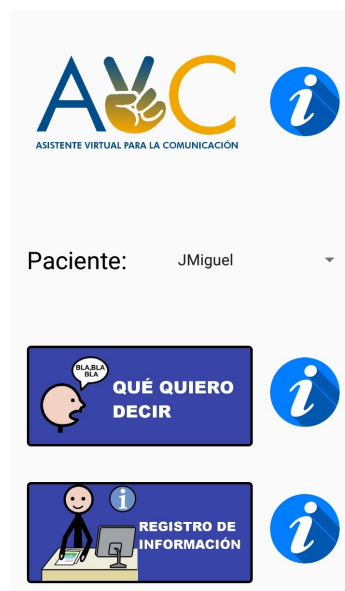 AVC
ASISTENTE VIRTUAL PARA LA COMUNICACIÓN
Paciente: JMiguel
BLA,BLA
BLA
QUÉ QUIERO
DECIR
REGISTRO DE
INFORMACIÓN